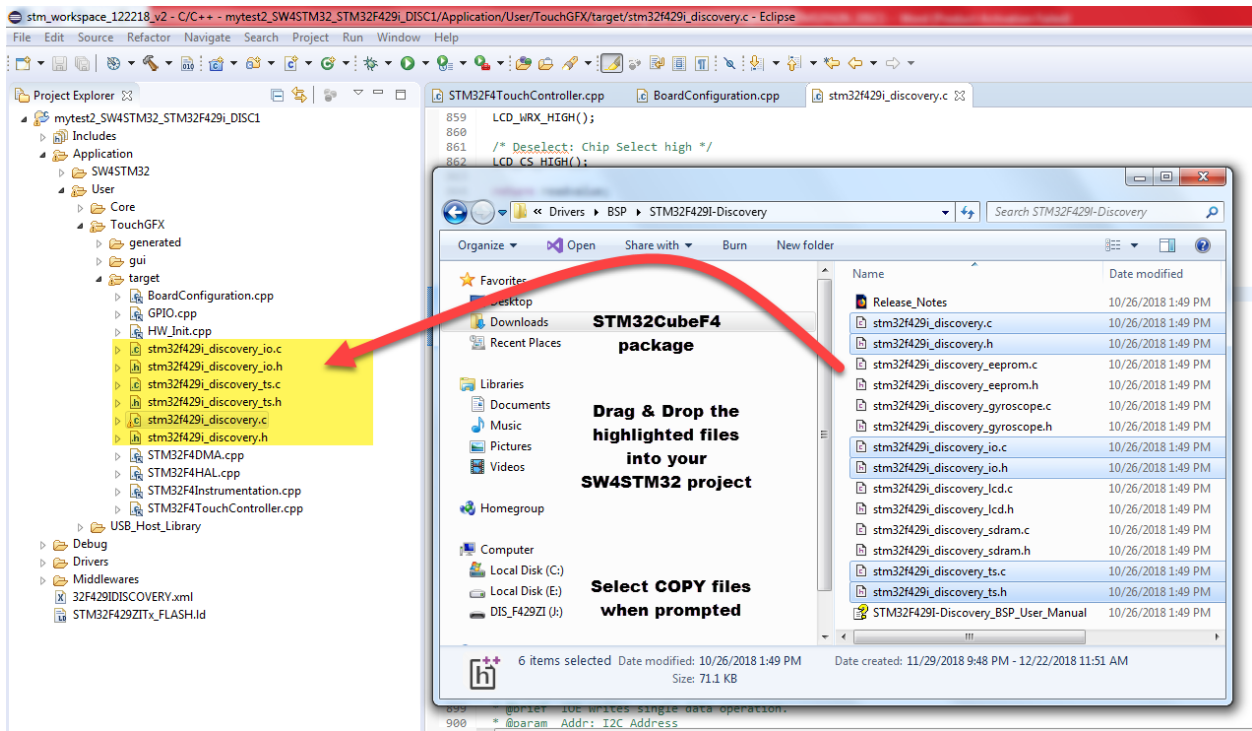 stm_workspace_122218_v2 - C/C++ - mytest2_SW4STM32_STM32F429i_DISC1/Application/User/TouchGFX/target/stm32f429i_discovery.c - Eclipse
File Edit Source Refactor Navigate Search Project Run Window Help
Project Explorer
mytest2_SW4STM32_STM32F429i_DISC1
Includes
Application
SW4STM32
User
Core
TouchGFX
generated
gui
target
BoardConfiguration.cpp
GPIO.cpp
HW_Init.cpp
stm32f429i_discovery_io.c
stm32f429i_discovery_io.h
stm32f429i_discovery_ts.c
stm32f429i_discovery_ts.h
stm32f429i_discovery.c
stm32f429i_discovery.h
STM32F4DMA.cpp
STM32F4HAL.cpp
STM32F4Instrumentation.cpp
STM32F4TouchController.cpp
USB_Host_Library
Debug
Drivers
Middlewares
32F429IDISCOVERY.xml
STM32F429ZITx_FLASH.ld
STM32F4TouchController.cpp BoardConfiguration.cpp stm32f429i_discovery.c
859 LCD_WRX_HIGH();
860
861 /* Deselect: Chip Select high */
862 LCD_CS_HIGH();
« Drivers BSP STM32F429I-Discovery
Search STM32F429I-Discovery
Organize Open Share with Burn New folder
Favorites
Desktop
Downloads
Recent Places
Libraries
Documents
Music
Pictures
Videos
Homegroup
Computer
Local Disk (C:)
Local Disk (E:)
DIS_F429ZI (J:)
STM32CubeF4
package
Drag & Drop the
highlighted files
into your
SW4STM32 project
Select COPY files
when prompted
Name Date modified
Release_Notes 10/26/2018 1:49 PM
stm32f429i_discovery.c 10/26/2018 1:49 PM
stm32f429i_discovery.h 10/26/2018 1:49 PM
stm32f429i_discovery_eeprom.c 10/26/2018 1:49 PM
stm32f429i_discovery_eeprom.h 10/26/2018 1:49 PM
stm32f429i_discovery_gyroscope.c 10/26/2018 1:49 PM
stm32f429i_discovery_gyroscope.h 10/26/2018 1:49 PM
stm32f429i_discovery_io.c 10/26/2018 1:49 PM
stm32f429i_discovery_io.h 10/26/2018 1:49 PM
stm32f429i_discovery_lcd.c 10/26/2018 1:49 PM
stm32f429i_discovery_lcd.h 10/26/2018 1:49 PM
stm32f429i_discovery_sdram.c 10/26/2018 1:49 PM
stm32f429i_discovery_sdram.h 10/26/2018 1:49 PM
stm32f429i_discovery_ts.c 10/26/2018 1:49 PM
stm32f429i_discovery_ts.h 10/26/2018 1:49 PM
STM32F429I-Discovery_BSP_User_Manual 10/26/2018 1:49 PM
6 items selected Date modified: 10/26/2018 1:49 PM Date created: 11/29/2018 9:48 PM - 12/22/2018 11:51 AM
Size: 71.1 KB
899 * @brief IOE writes single data operation.
900 * @param Addr: I2C Address